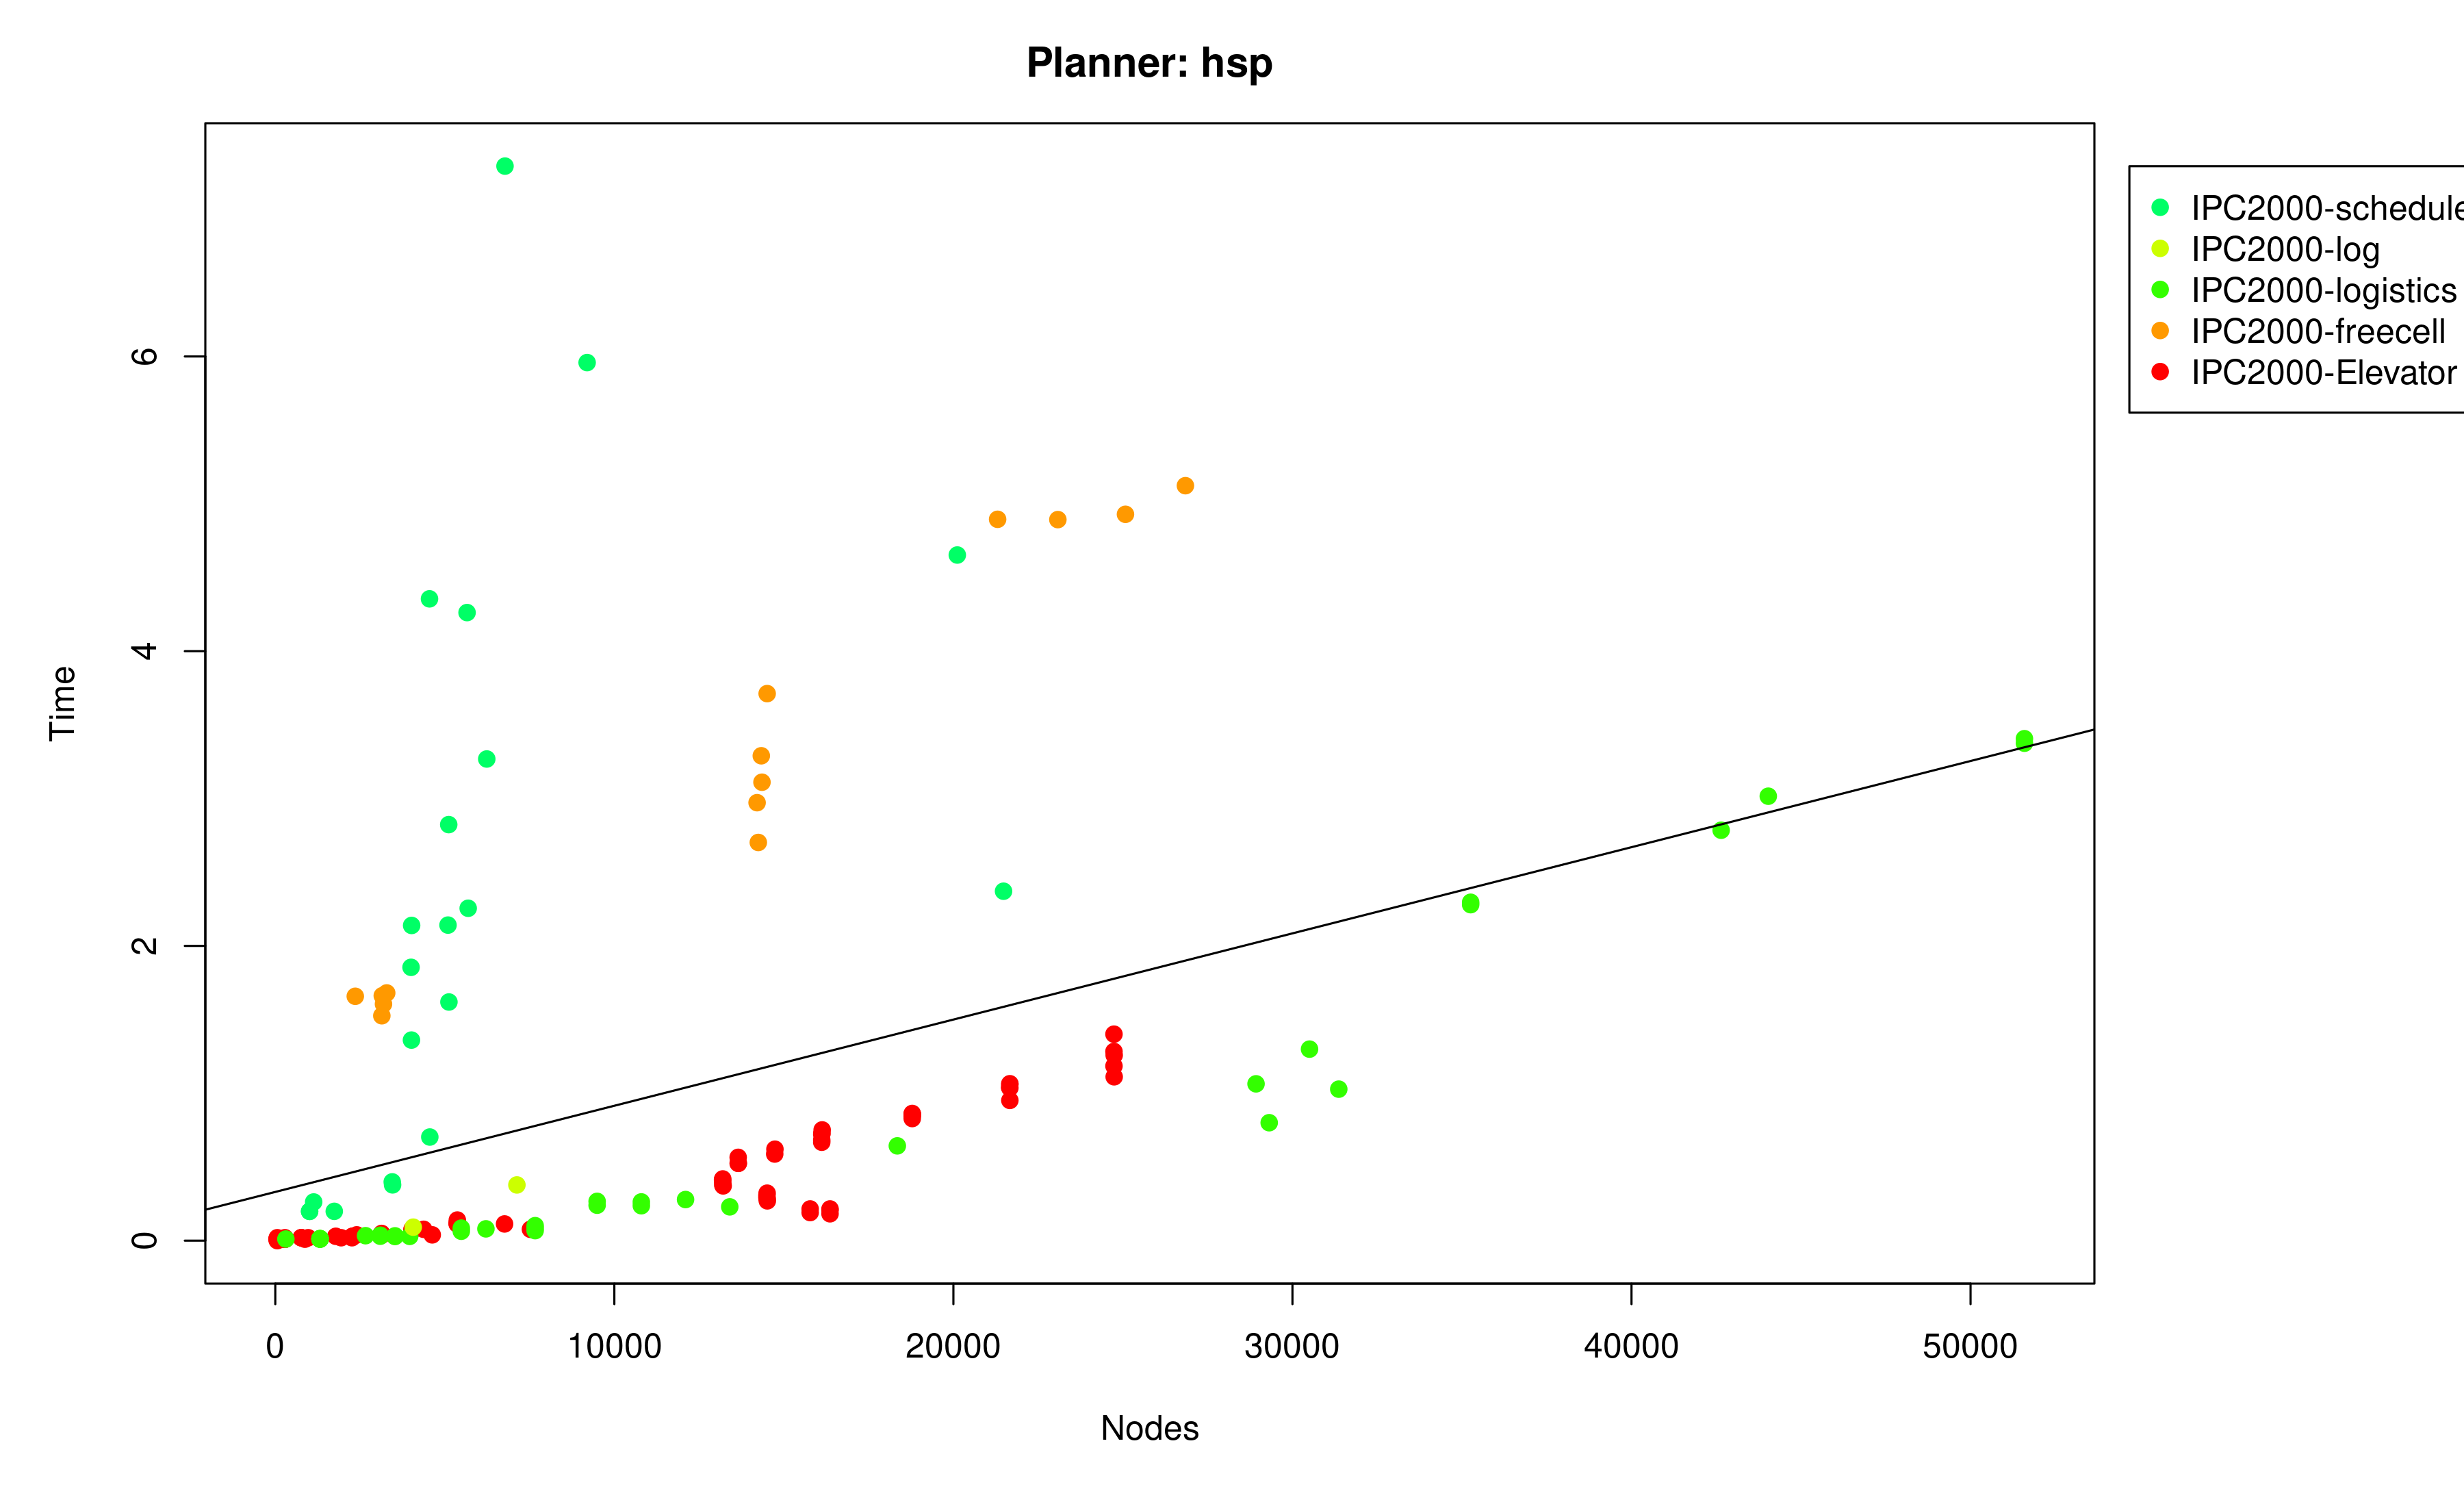 Planner: hsp
IPC2000-schedule
IPC2000-log
IPC2000-logistics
IPC2000-freecell
IPC2000-Elevator
6
4
2
0
Time
0 10000 20000 30000 40000 50000
Nodes